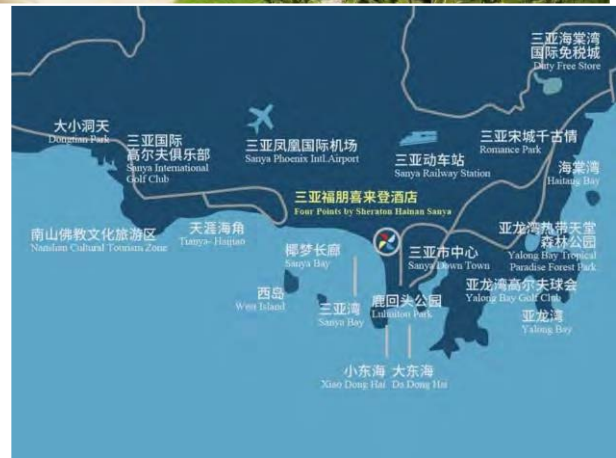 三亚海棠湾
国际免税城
Duty Free Store
大小洞天
Dongtian Park
三亚国际
高尔夫俱乐部
Sanya International
Golf Club
三亚凤凰国际机场
Sanya Phoenix Intl.Airport
三亚动车站
Sanya Railway Station
三亚宋城千古情
Romance Park
海棠湾
Haitang Bay
三亚福朋喜来登酒店
Four Points by Sheraton Hainan Sanya
南山佛教文化旅游区
Nanshan Cultural Tourism Zone
天涯海角
Tianya- Haijiao
椰梦长廊
Sanya Bay
三亚市中心
Sanya Down Town
亚龙湾热带天堂
森林公园
Yalong Bay Tropical
Paradise Forest Park
西岛
West Island
三亚湾
Sanya Bay
鹿回头公园
Luhuitou Park
亚龙湾高尔夫球会
Yalong Bay Golf Club
亚龙湾
Yalong Bay
小东海
Xiao Dong Hai
大东海
Da Dong Hai